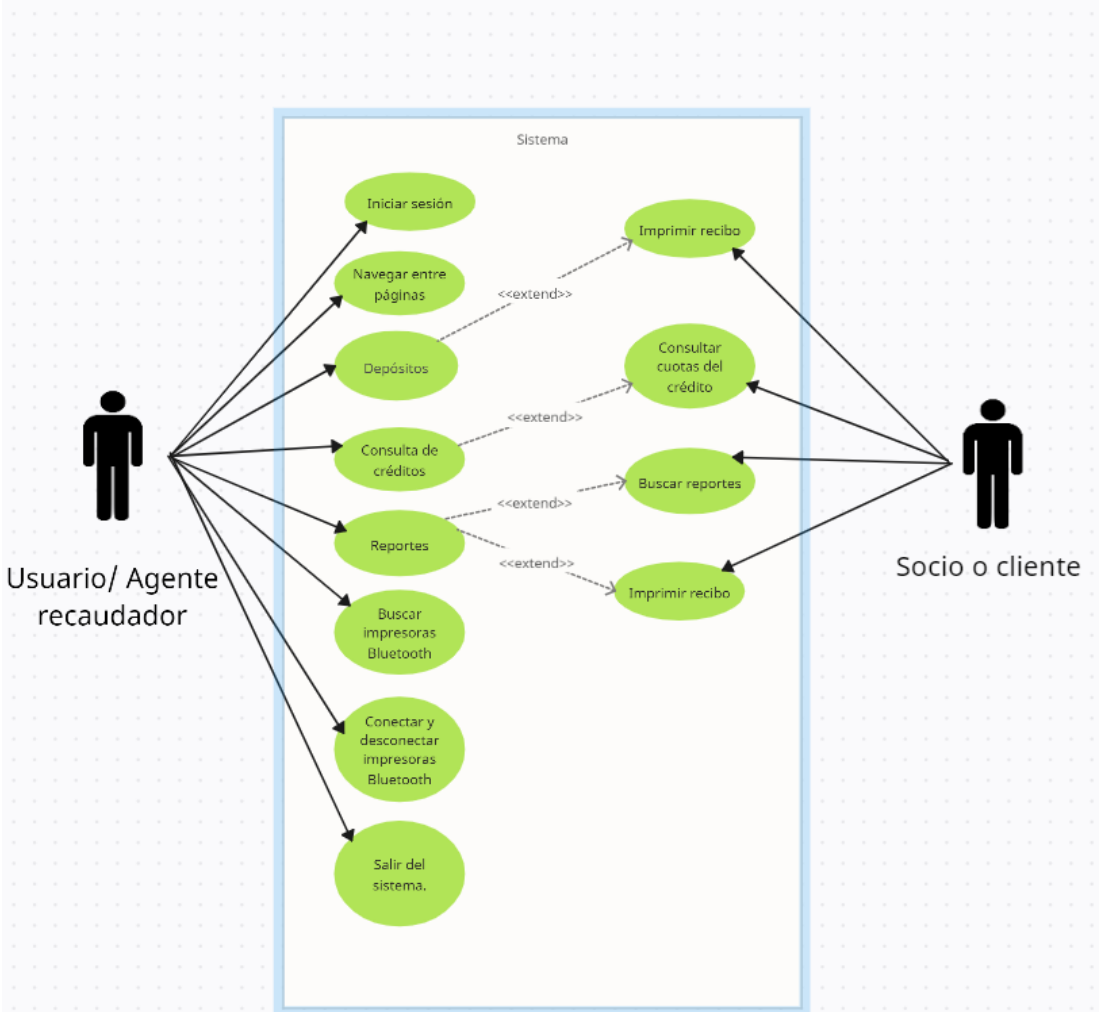 Sistema
Iniciar sesión
Navegar entre
páginas
Depósitos
Consulta de
créditos
Reportes
Buscar
impresoras
Bluetooth
Conectar y
desconectar
impresoras
Bluetooth
Salir del
sistema.
<<extend>>
<<extend>>
<<extend>>
<<extend>>
Imprimir recibo
Consultar
cuotas del
crédito
Buscar reportes
Imprimir recibo
Usuario/ Agente
recaudador
Socio o cliente